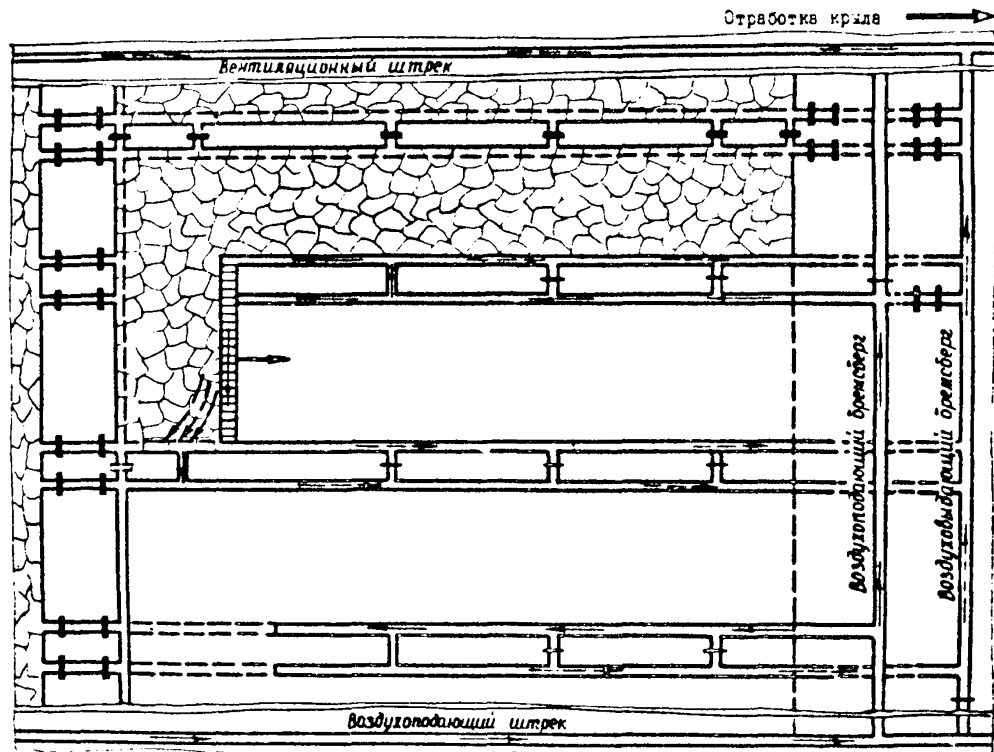 Отработка крыла
Вентиляционный штрек
Воздухоподающий бремсберг
Воздуховыдающий бремсберг
Воздухоподающий штрек